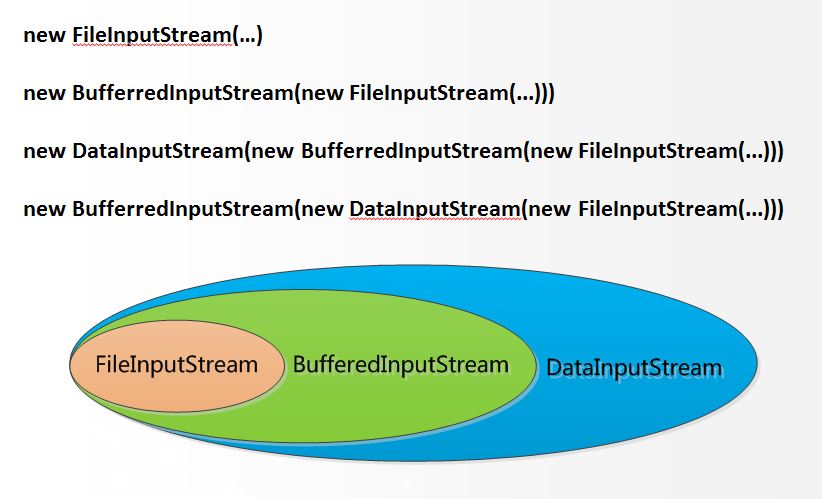 new FileInputStream(...)
new BufferredInputStream(new FileInputStream(...)))
new DataInputStream(new BufferredInputStream(new FileInputStream(...)))
new BufferredInputStream(new DataInputStream(new FileInputStream(...)))
FileInputStream BufferedInputStream DataInputStream